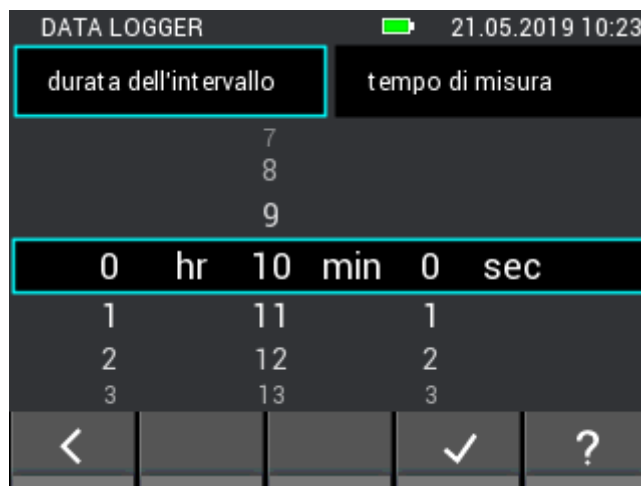 DATA LOGGER 21.05.2019 10:23
durata dell'intervallo tempo di misura
7
8
9
0 hr 10 min 0 sec
1 11 1
2 12 2
3 13 3
?